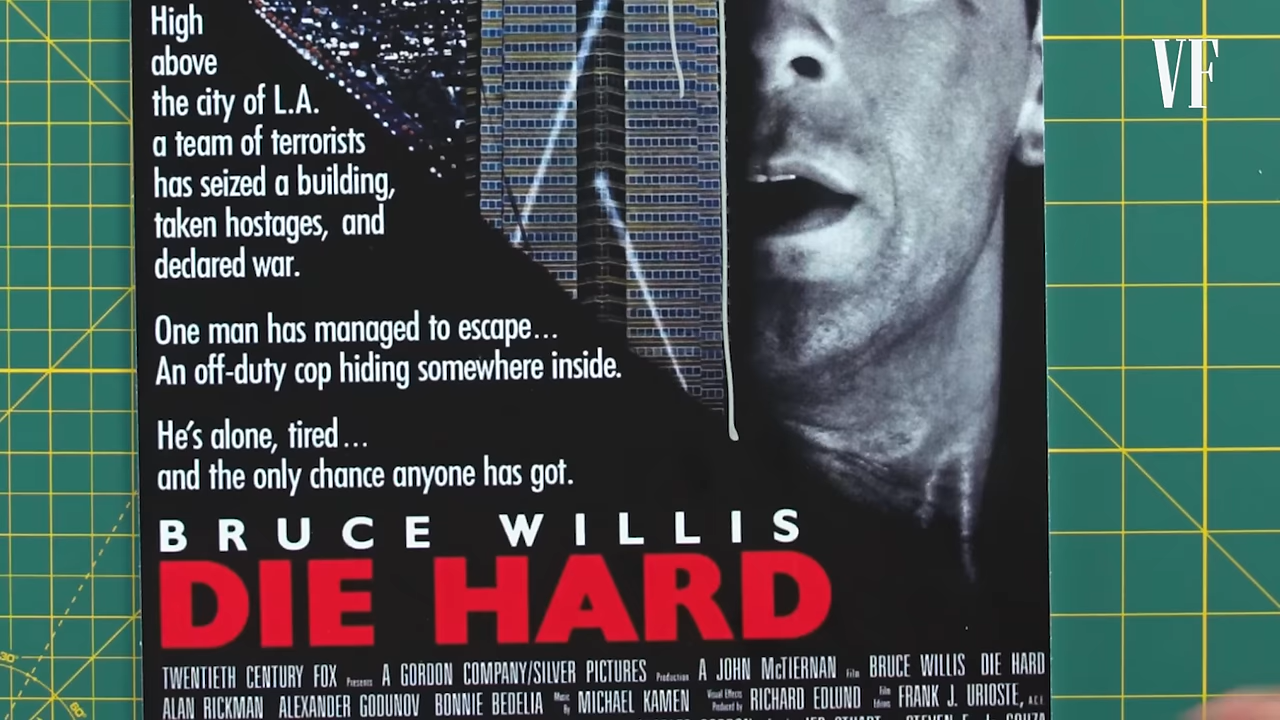 High
above
the city of L.A.
a team of terrorists
has seized a building,
taken hostages, and
declared war.
One man has managed to escape...
An off-duty cop hiding somewhere inside.
He's alone, tired...
and the only chance anyone has got.
BRUCE WILLIS
DIE HARD
TWENTIETH CENTURY FOX Presents A GORDON COMPANY/SILVER PICTURES Production A JOHN McTIERNAN Film BRUCE WILLIS DIE HARD
ALAN RICKMAN ALEXANDER GODUNOV BONNIE BEDELIA Music By MICHAEL KAMEN Visual Effects Produced by RICHARD EDLUND Film Editors FRANK J. URIOSTE, A.C.E.
VF
30°
60°